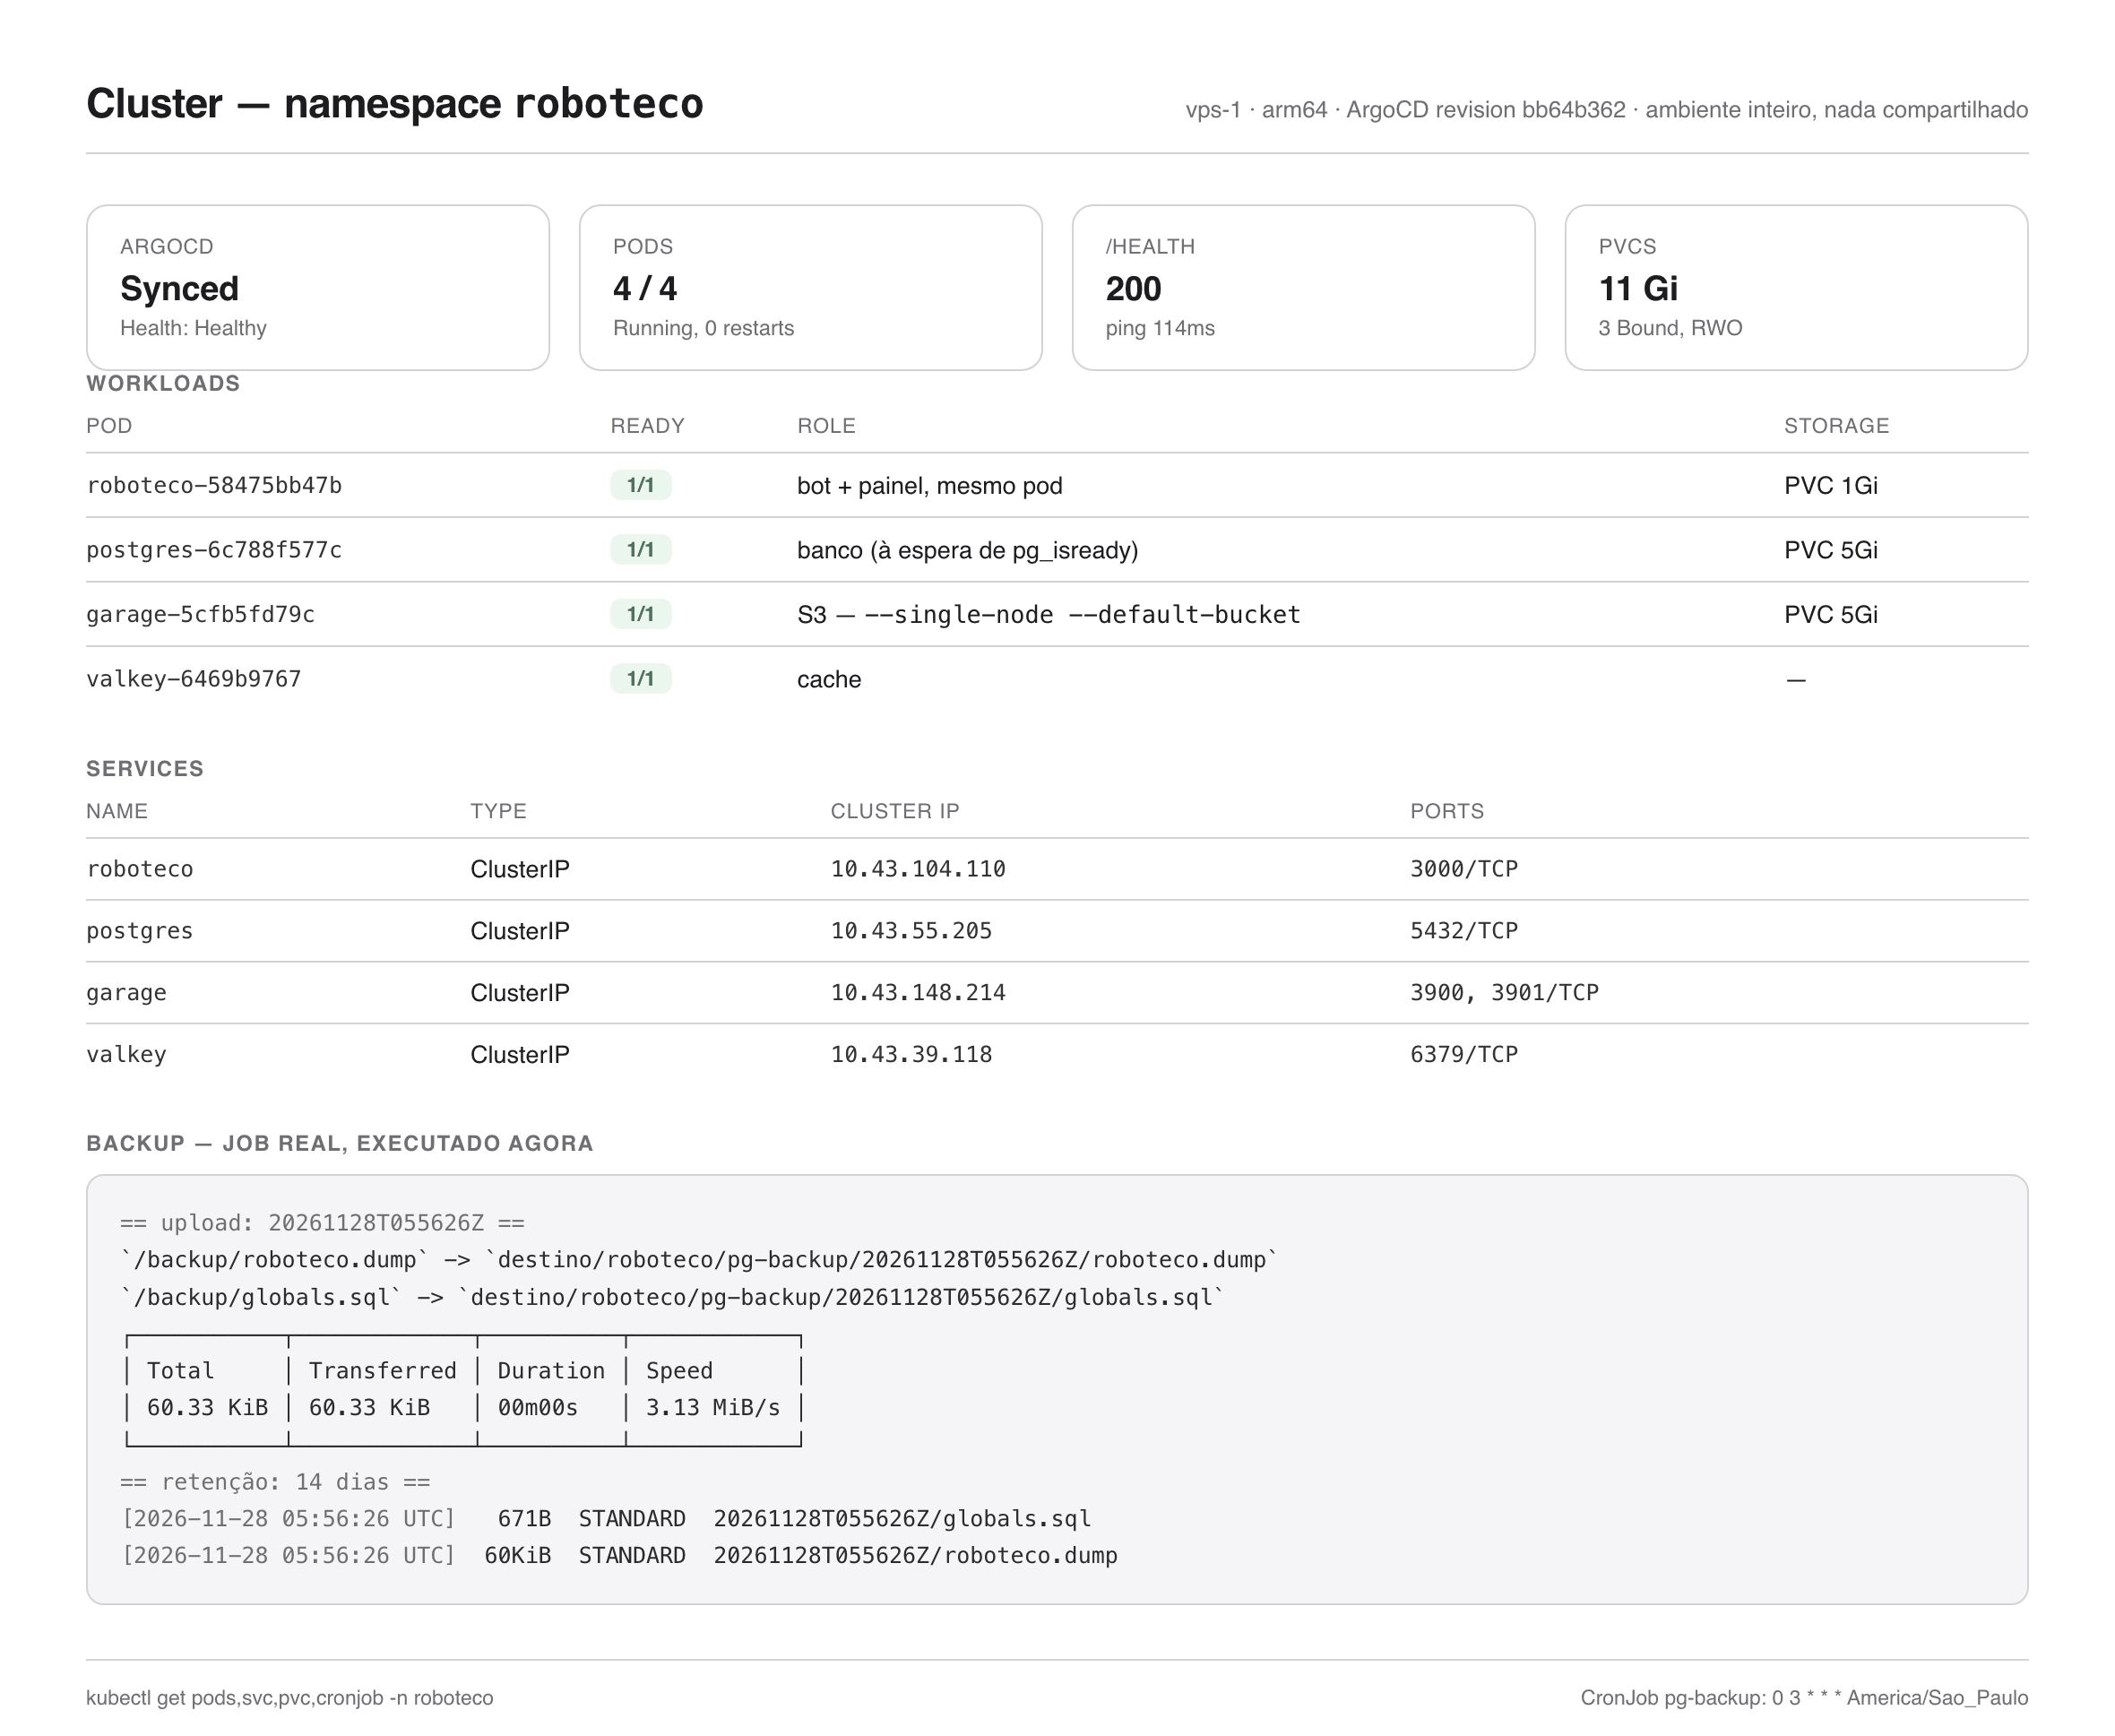 Cluster — namespace roboteco
vps-1 · arm64 · ArgoCD revision bb64b362 · ambiente inteiro, nada compartilhado
ARGOCD
Synced
Health: Healthy
PODS
4 / 4
Running, 0 restarts
/HEALTH
200
ping 114ms
PVCS
11 Gi
3 Bound, RWO
WORKLOADS
POD READY ROLE STORAGE
roboteco-58475bb47b 1/1 bot + painel, mesmo pod PVC 1Gi
postgres-6c788f577c 1/1 banco (à espera de pg_isready) PVC 5Gi
garage-5cfb5fd79c 1/1 S3 — --single-node --default-bucket PVC 5Gi
valkey-6469b9767 1/1 cache —
SERVICES
NAME TYPE CLUSTER IP PORTS
roboteco ClusterIP 10.43.104.110 3000/TCP
postgres ClusterIP 10.43.55.205 5432/TCP
garage ClusterIP 10.43.148.214 3900, 3901/TCP
valkey ClusterIP 10.43.39.118 6379/TCP
BACKUP — JOB REAL, EXECUTADO AGORA
== upload: 20261128T055626Z ==
`/backup/roboteco.dump` -> `destino/roboteco/pg-backup/20261128T055626Z/roboteco.dump`
`/backup/globals.sql` -> `destino/roboteco/pg-backup/20261128T055626Z/globals.sql`
┌───────────┬─────────────┬──────────┬────────────┐
│ Total     │ Transferred │ Duration │ Speed      │
│ 60.33 KiB │ 60.33 KiB   │ 00m00s   │ 3.13 MiB/s │
└───────────┴─────────────┴──────────┴────────────┘
== retenção: 14 dias ==
[2026-11-28 05:56:26 UTC]   671B  STANDARD  20261128T055626Z/globals.sql
[2026-11-28 05:56:26 UTC]  60KiB  STANDARD  20261128T055626Z/roboteco.dump
kubectl get pods,svc,pvc,cronjob -n roboteco
CronJob pg-backup: 0 3 * * * America/Sao_Paulo